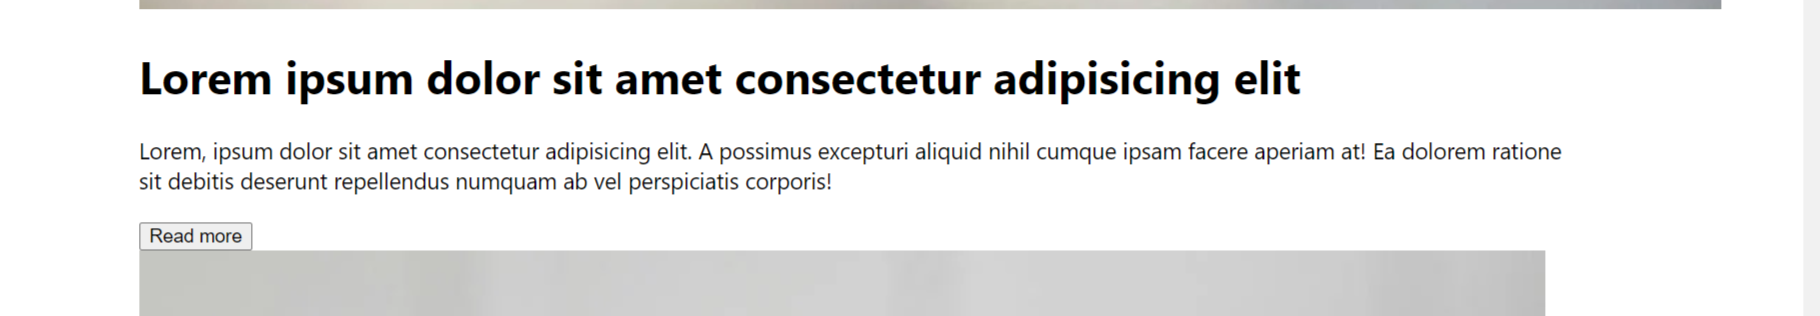 Lorem ipsum dolor sit amet consectetur adipisicing elit
Lorem, ipsum dolor sit amet consectetur adipisicing elit. A possimus excepturi aliquid nihil cumque ipsam facere aperiam at! Ea dolorem ratione
sit debitis deserunt repellendus numquam ab vel perspiciatis corporis!
Read more